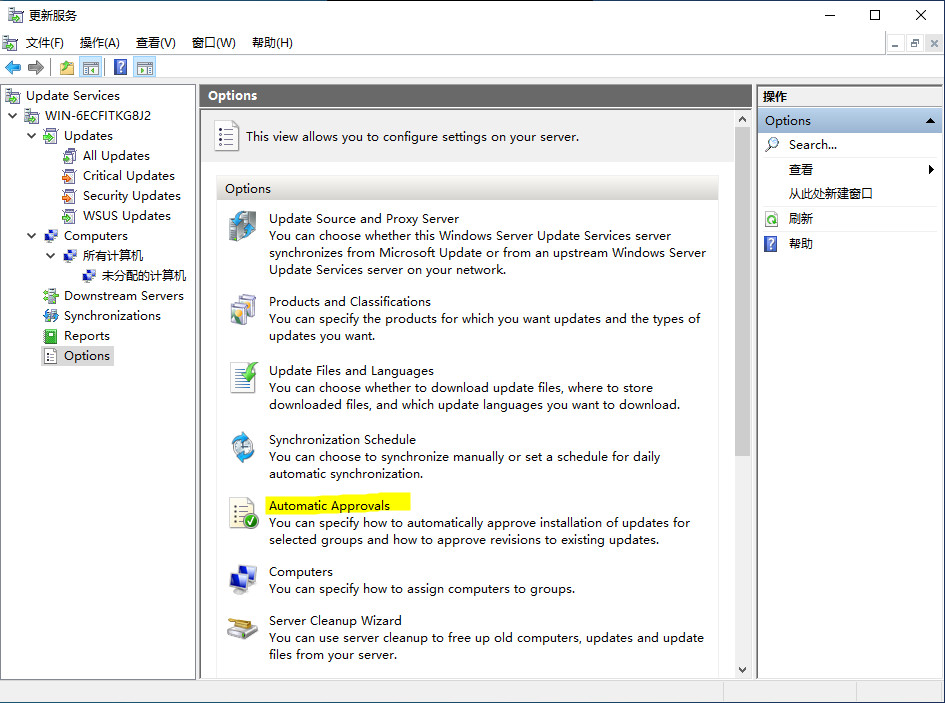 更新服务
文件(F) 操作(A) 查看(V) 窗口(W) 帮助(H)
Update Services
WIN-6ECFITKG8J2
Updates
All Updates
Critical Updates
Security Updates
WSUS Updates
Computers
所有计算机
未分配的计算机
Downstream Servers
Synchronizations
Reports
Options
Options
This view allows you to configure settings on your server.
Options
Update Source and Proxy Server
You can choose whether this Windows Server Update Services server
synchronizes from Microsoft Update or from an upstream Windows Server
Update Services server on your network.
Products and Classifications
You can specify the products for which you want updates and the types of
updates you want.
Update Files and Languages
You can choose whether to download update files, where to store
downloaded files, and which update languages you want to download.
Synchronization Schedule
You can choose to synchronize manually or set a schedule for daily
automatic synchronization.
Automatic Approvals
You can specify how to automatically approve installation of updates for
selected groups and how to approve revisions to existing updates.
Computers
You can specify how to assign computers to groups.
Server Cleanup Wizard
You can use server cleanup to free up old computers, updates and update
files from your server.
操作
Options
Search...
查看
从此处新建窗口
刷新
帮助